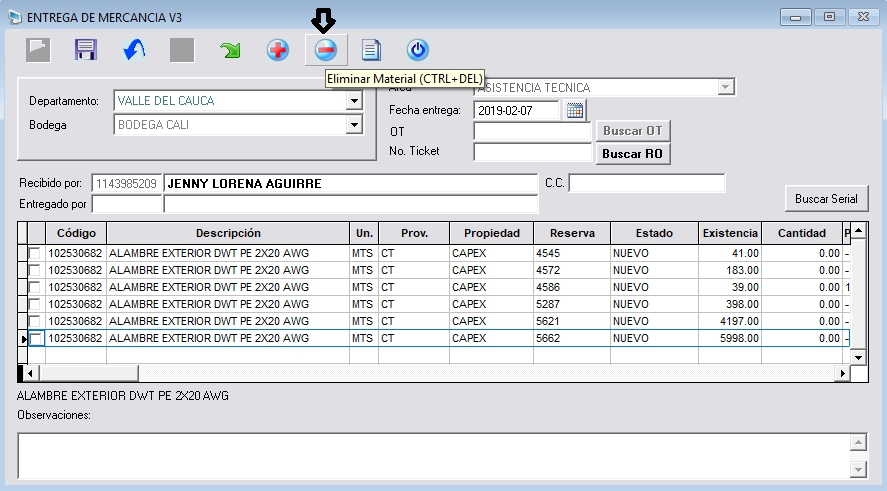 ENTREGA DE MERCANCIA V3
Eliminar Material (CTRL+DEL)
Departamento: VALLE DEL CAUCA
Bodega BODEGA CALI
ASISTENCIA TECNICA
Fecha entrega: 2019-02-07
OT Buscar OT
No. Ticket Buscar RO
Recibido por: 1143985209 JENNY LORENA AGUIRRE C.C.
Entregado por
Buscar Serial
Código Descripción Un. Prov. Propiedad Reserva Estado Existencia Cantidad P
102530682 ALAMBRE EXTERIOR DWT PE 2X20 AWG MTS CT CAPEX 4545 NUEVO 41.00 0.00 -
102530682 ALAMBRE EXTERIOR DWT PE 2X20 AWG MTS CT CAPEX 4572 NUEVO 183.00 0.00 -
102530682 ALAMBRE EXTERIOR DWT PE 2X20 AWG MTS CT CAPEX 4586 NUEVO 39.00 0.00 1
102530682 ALAMBRE EXTERIOR DWT PE 2X20 AWG MTS CT CAPEX 5287 NUEVO 398.00 0.00 -
102530682 ALAMBRE EXTERIOR DWT PE 2X20 AWG MTS CT CAPEX 5621 NUEVO 4197.00 0.00 -
102530682 ALAMBRE EXTERIOR DWT PE 2X20 AWG MTS CT CAPEX 5662 NUEVO 5998.00 0.00 -
ALAMBRE EXTERIOR DWT PE 2X20 AWG
Observaciones: